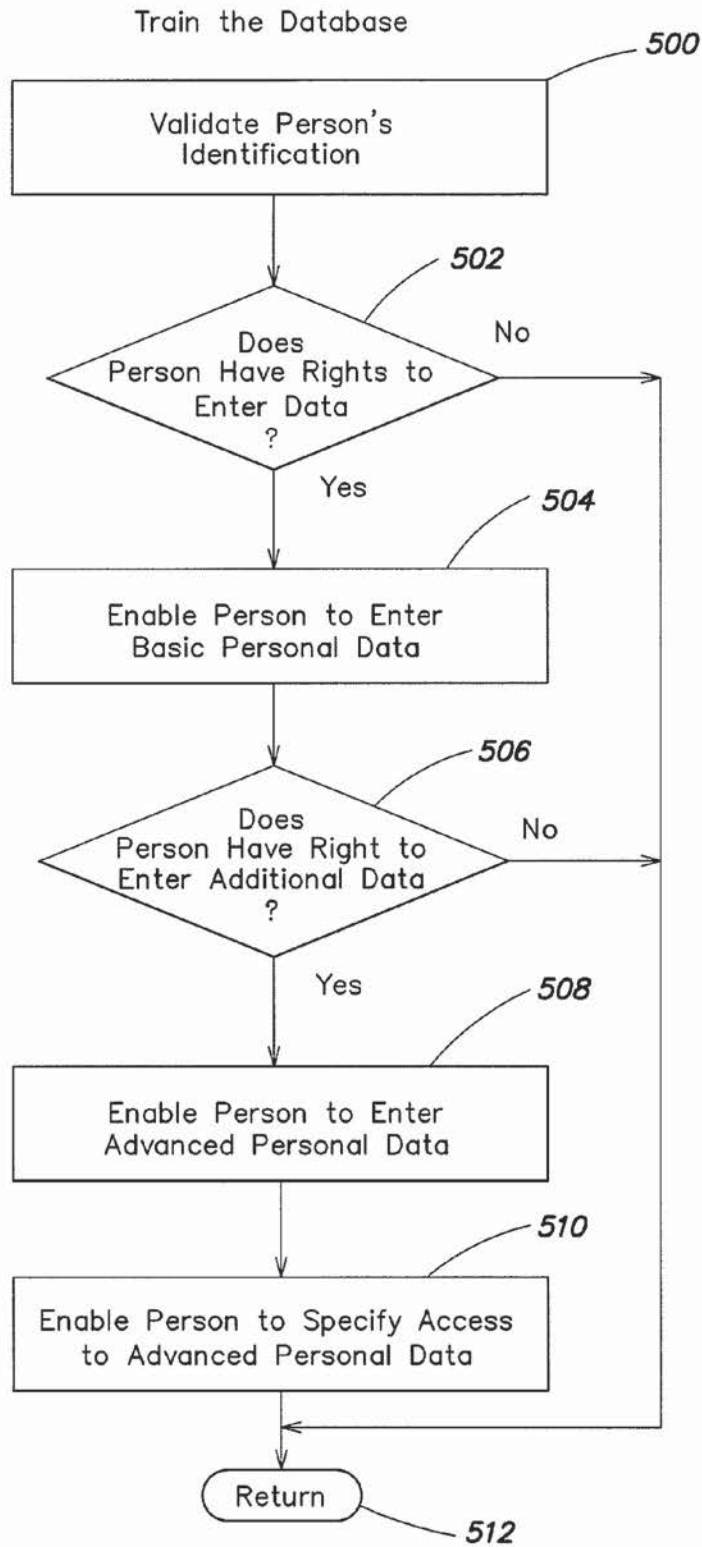 Train the Database
500
Validate Person's
Identification
502
No
Does
Person Have Rights to
Enter Data
?
Yes
504
Enable Person to Enter
Basic Personal Data
506
No
Does
Person Have Right to
Enter Additional Data
?
Yes
508
Enable Person to Enter
Advanced Personal Data
510
Enable Person to Specify Access
to Advanced Personal Data
Return
512